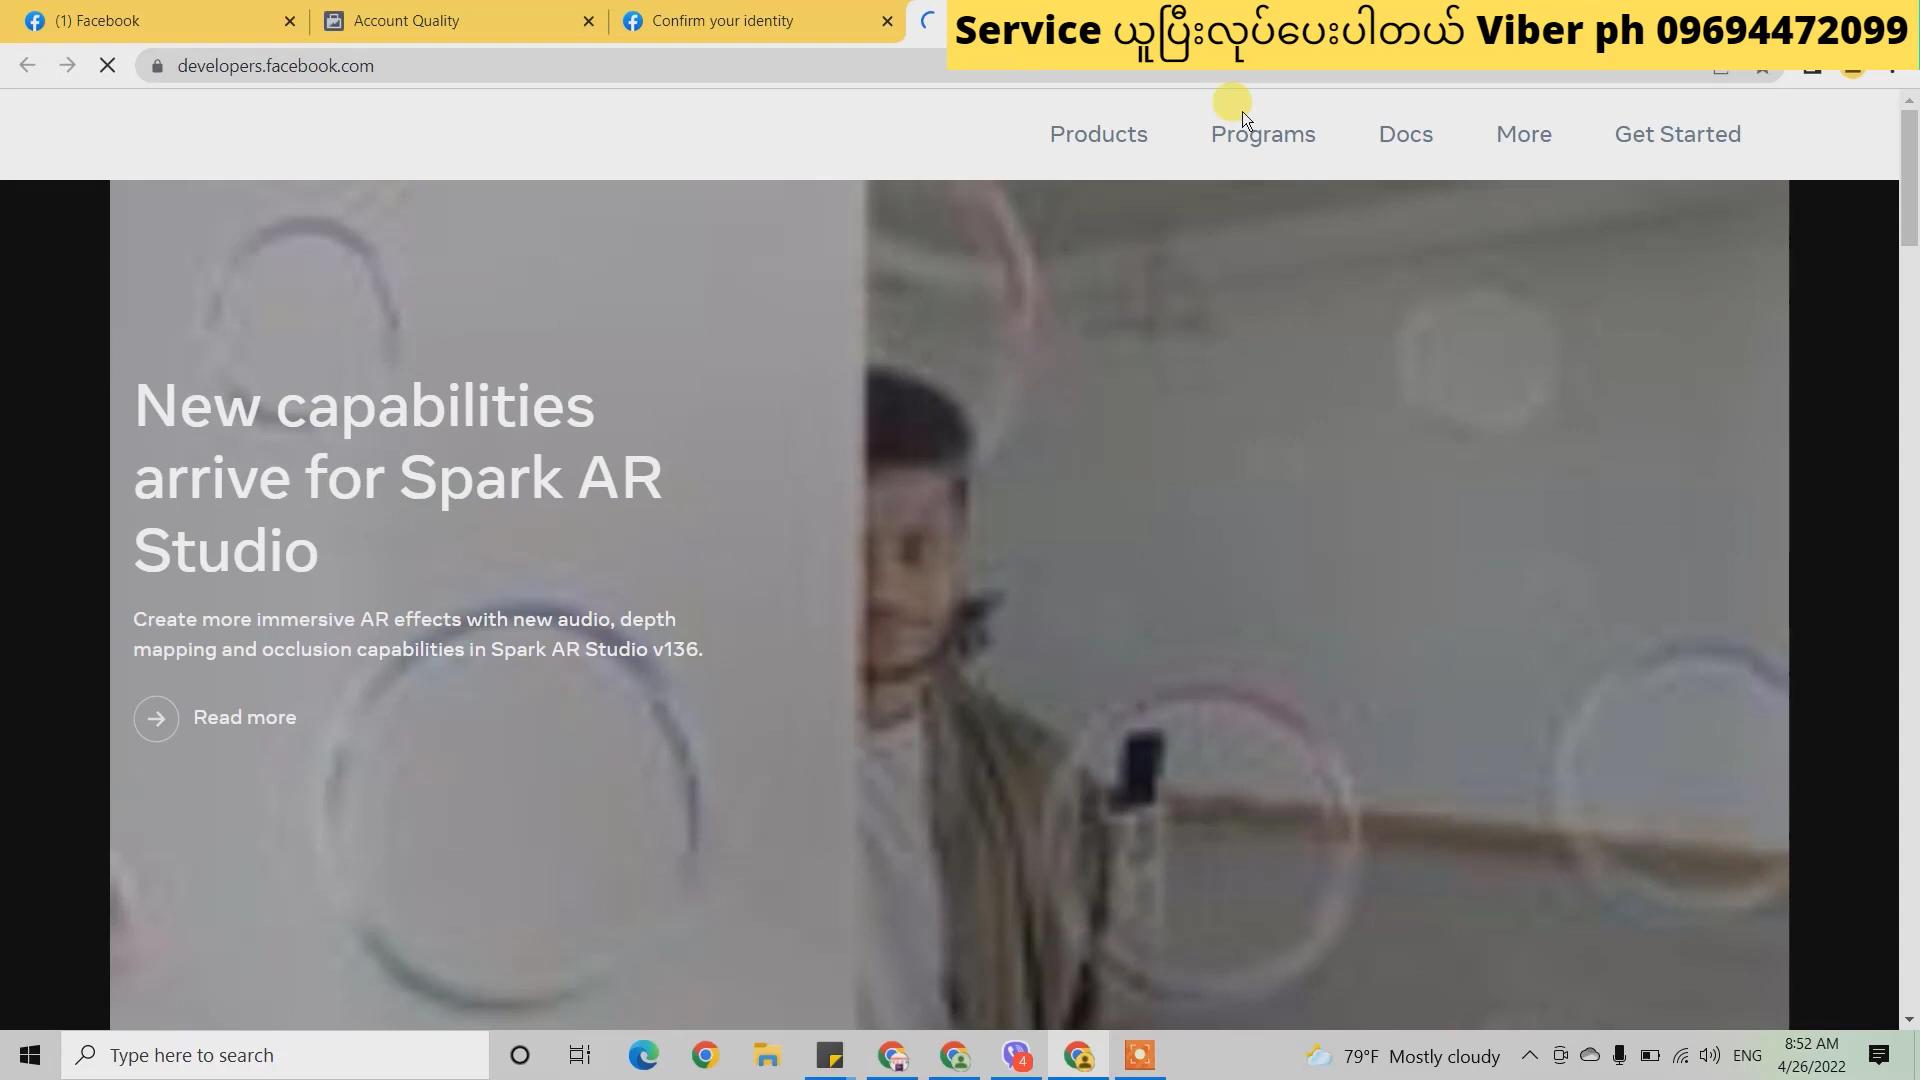 (1) Facebook
Account Quality
Confirm your identity
Service ယူပြီးလုပ်ပေးပါတယ် Viber ph 09694472099
developers.facebook.com
Products
Programs
Docs
More
Get Started
New capabilities
arrive for Spark AR
Studio
Create more immersive AR effects with new audio, depth
mapping and occlusion capabilities in Spark AR Studio v136.
Read more
Type here to search
4
79°F Mostly cloudy
ENG
8:52 AM
4/26/2022